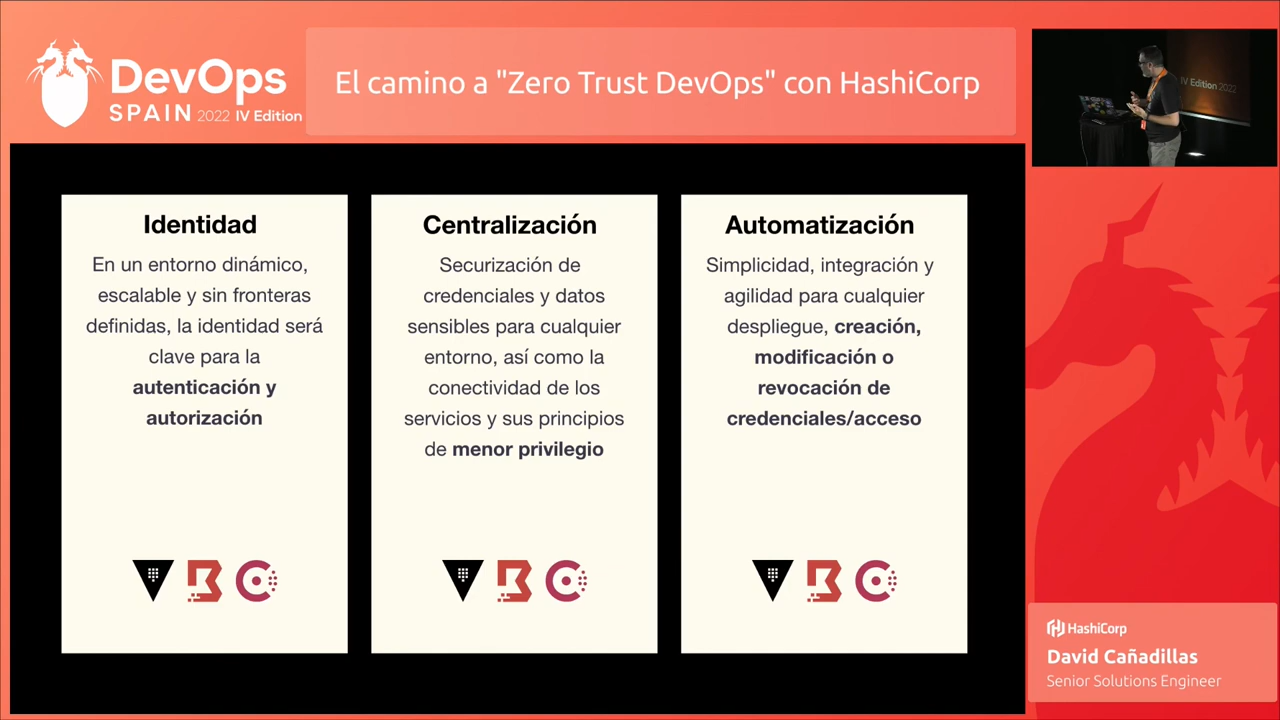 DevOps
SPAIN 2022 IV Edition
El camino a "Zero Trust DevOps" con HashiCorp
IV Edition 2022
Identidad
En un entorno dinámico,
escalable y sin fronteras
definidas, la identidad será
clave para la
autenticación y
autorización
Centralización
Securización de
credenciales y datos
sensibles para cualquier
entorno, así como la
conectividad de los
servicios y sus principios
de menor privilegio
Automatización
Simplicidad, integración y
agilidad para cualquier
despliegue, creación,
modificación o
revocación de
credenciales/acceso
HashiCorp
David Cañadillas
Senior Solutions Engineer